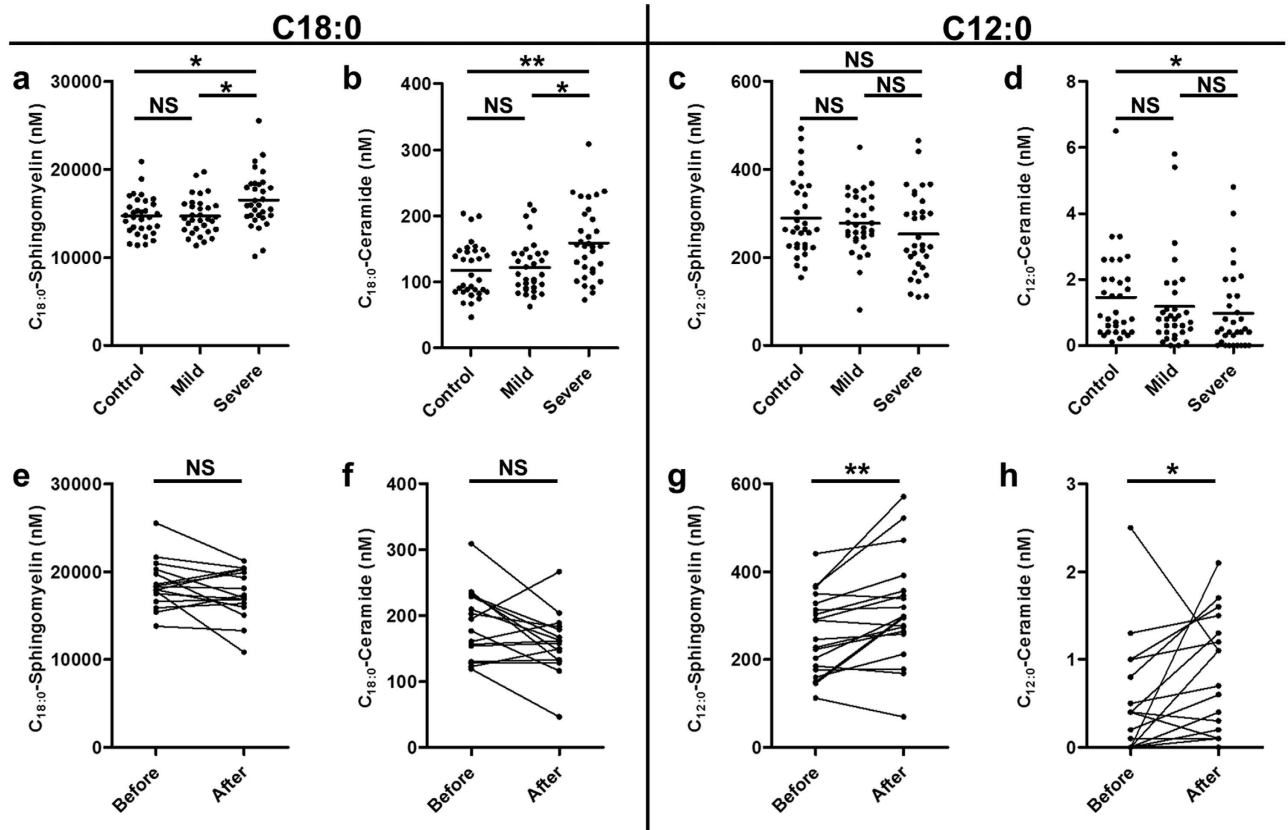 C18:0
C12:0
a
C18:0-Sphingomyelin (nM)
30000
20000
10000
0
*
NS
*
Control
Mild
Severe
b
C18:0-Ceramide (nM)
400
300
200
100
0
**
NS
*
Control
Mild
Severe
c
C12:0-Sphingomyelin (nM)
600
400
200
0
NS
NS
NS
Control
Mild
Severe
d
C12:0-Ceramide (nM)
8
6
4
2
0
*
NS
NS
Control
Mild
Severe
e
C18:0-Sphingomyelin (nM)
30000
20000
10000
0
NS
Before
After
f
C18:0-Ceramide (nM)
400
300
200
100
0
NS
Before
After
g
C12:0-Sphingomyelin (nM)
600
400
200
0
**
Before
After
h
C12:0-Ceramide (nM)
3
2
1
0
*
Before
After